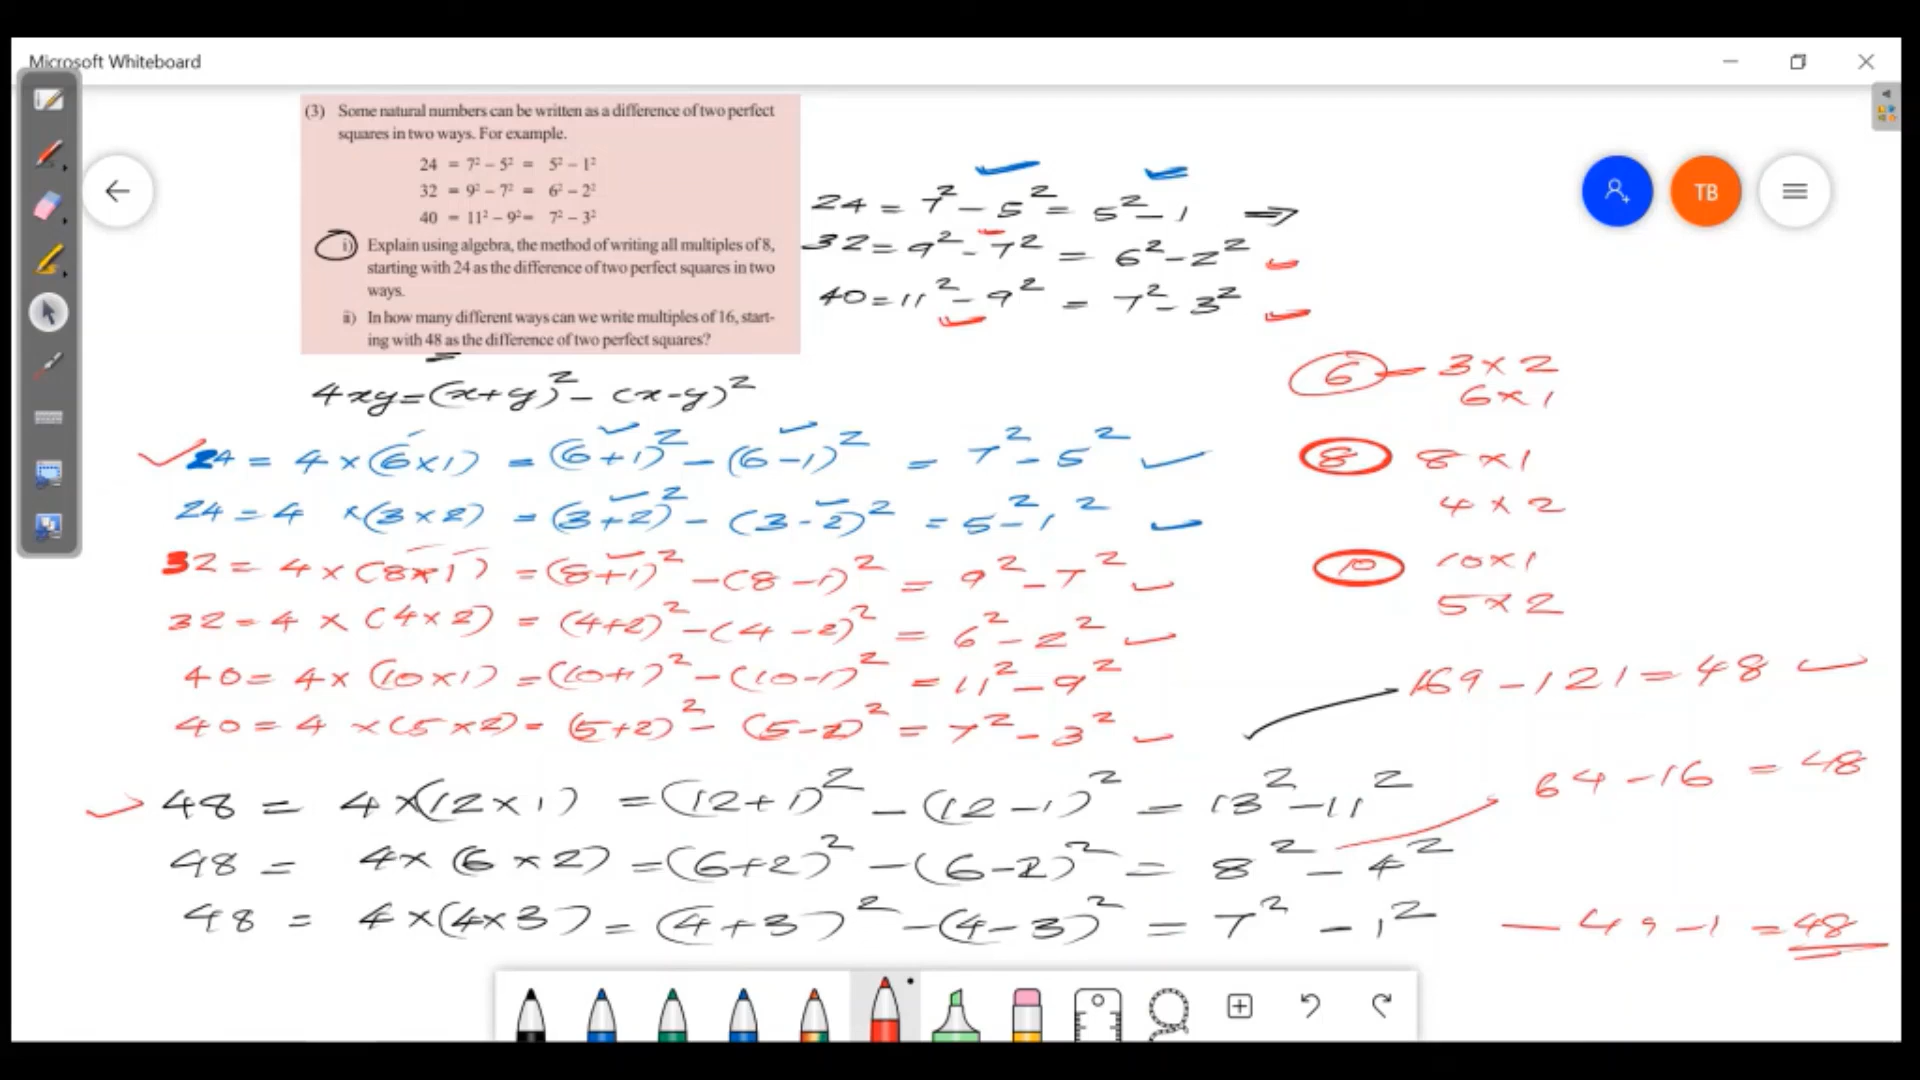 Microsoft Whiteboard
(3) Some natural numbers can be written as a difference of two perfect
squares in two ways. For example.
24 = 7² – 5² = 5² – 1²
32 = 9² – 7² = 6² – 2²
40 = 11² – 9² = 7² – 3²
i) Explain using algebra, the method of writing all multiples of 8,
starting with 24 as the difference of two perfect squares in two
ways.
ii) In how many different ways can we write multiples of 16, start-
ing with 48 as the difference of two perfect squares?
24 = 7² – 5² = 5² – 1 ⇒
32 = 9² – 7² = 6² – 2²
40 = 11² – 9² = 7² – 3²
TB
4xy = (x+y)² – (x-y)²
24 = 4 × (6×1) = (6+1)² – (6–1)² = 7² – 5²
24 = 4 × (3×2) = (3+2)² – (3–2)² = 5² – 1²
32 = 4 × (8×1) = (8+1)² – (8–1)² = 9² – 7²
32 = 4 × (4×2) = (4+2)² – (4–2)² = 6² – 2²
40 = 4 × (10×1) = (10+1)² – (10–1)² = 11² – 9²
40 = 4 × (5×2) = (5+2)² – (5–2)² = 7² – 3²
48 = 4 × (12×1) = (12+1)² – (12–1)² = 13² – 11²
48 = 4 × (6×2) = (6+2)² – (6–2)² = 8² – 4²
48 = 4 × (4×3) = (4+3)² – (4–3)² = 7² – 1²
6 – 3×2
6×1
8 8×1
4×2
10 10×1
5×2
169 – 121 = 48
64 – 16 = 48
– 49 – 1 = 48